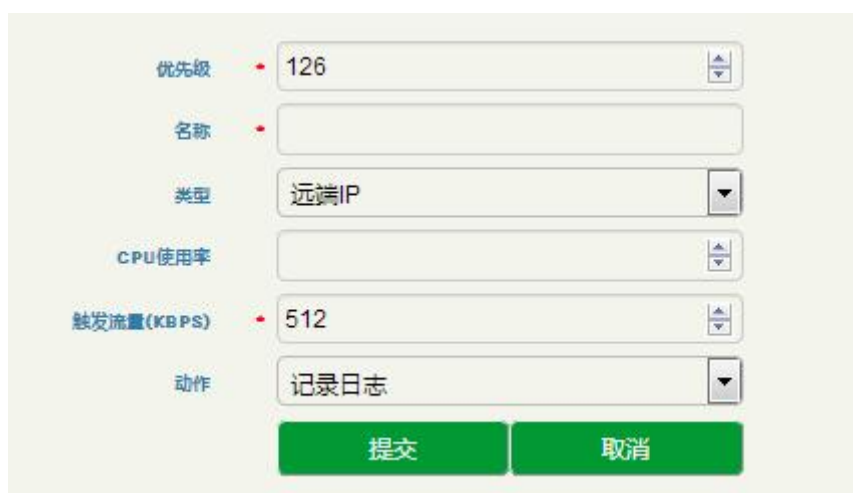 优先级 * 126
名称 *
类型 远端IP
CPU使用率
触发流量(KBPS) * 512
动作 记录日志
提交 取消